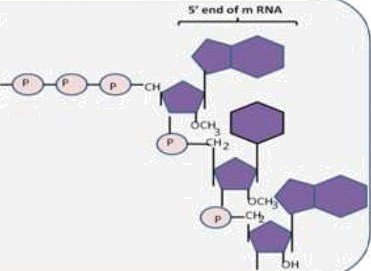 5' end of m RNA
P P P CH
OCH3
P CH2
OCH3
P CH2
OH